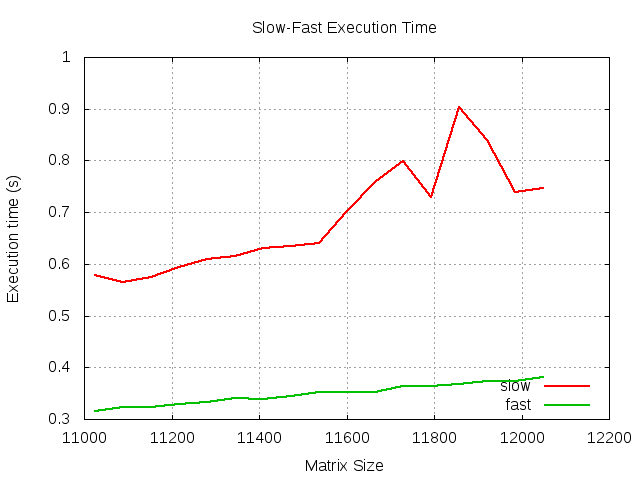 Slow-Fast Execution Time
Execution time (s)
1
0.9
0.8
0.7
0.6
0.5
0.4
0.3
11000 11200 11400 11600 11800 12000 12200
Matrix Size
slow
fast